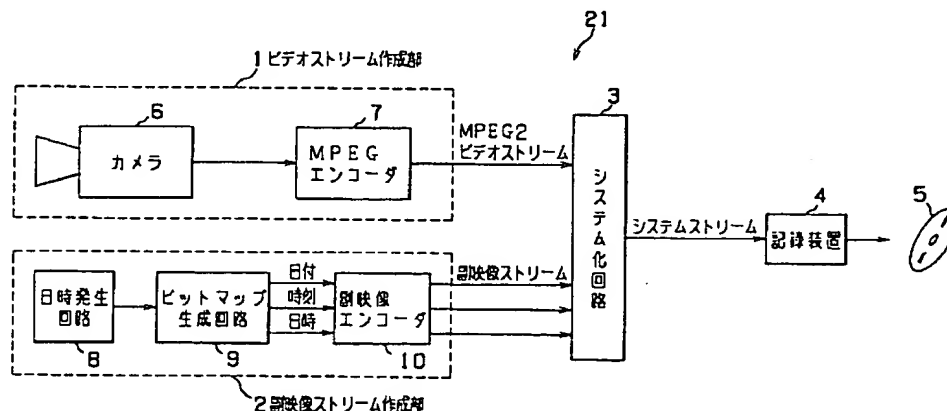 21
1 ビデオストリーム作成部
6
カメラ
7
MPEG
エンコーダ
MPEG2
ビデオストリーム
3
システム化回路
システムストリーム
4
記録装置
5
日時発生
回路
8
ビットマップ
生成回路
9
日付
時刻
日時
副映像
エンコーダ
10
副映像ストリーム
2 副映像ストリーム作成部